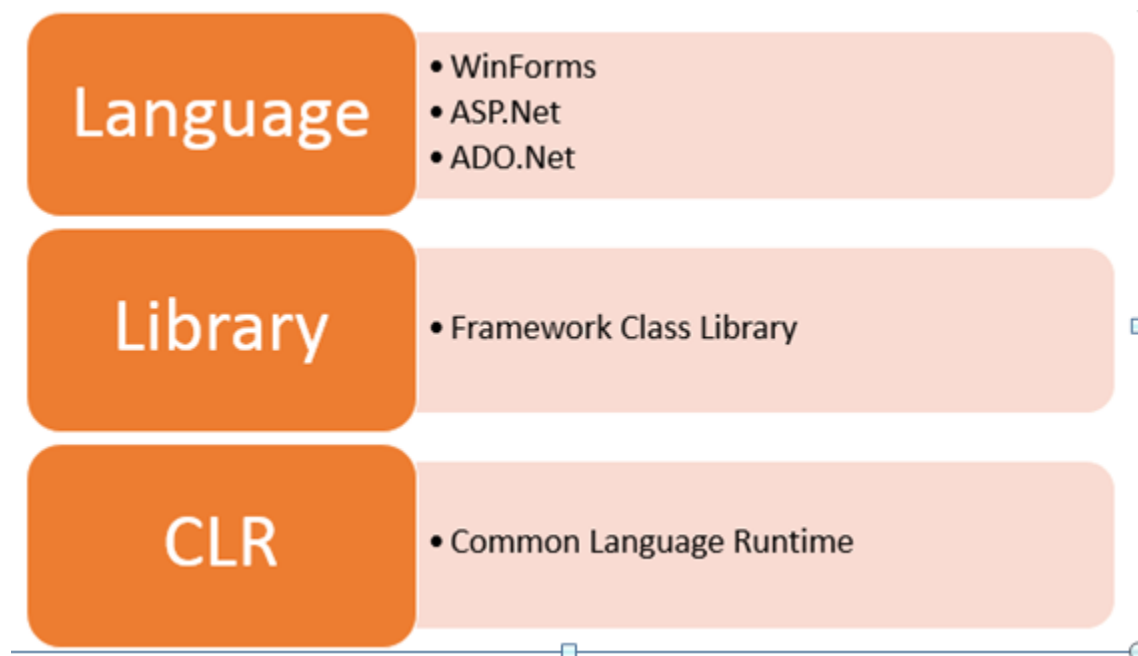 Language
• WinForms
• ASP.Net
• ADO.Net
Library
• Framework Class Library
CLR
• Common Language Runtime